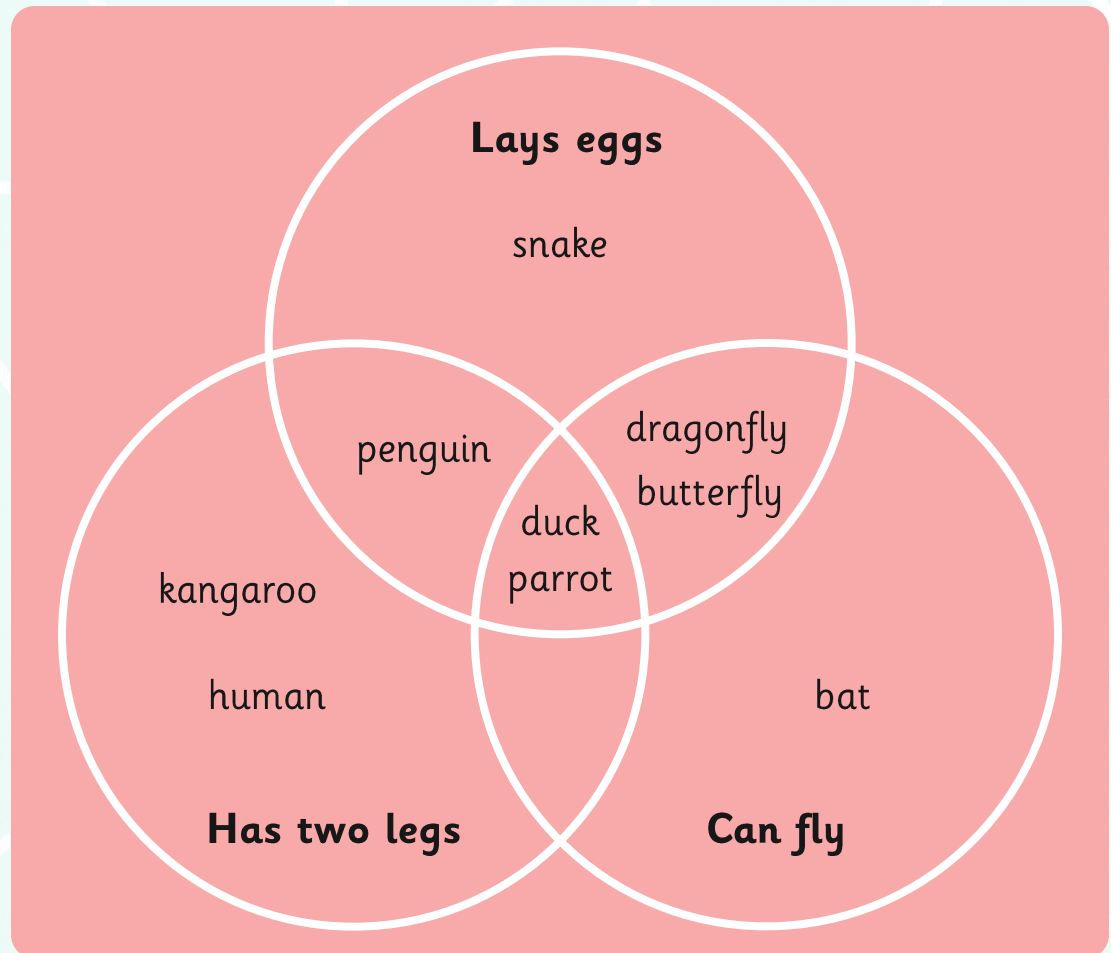 Lays eggs
snake
penguin
dragonfly
butterfly
duck
parrot
kangaroo
human
bat
Has two legs
Can fly